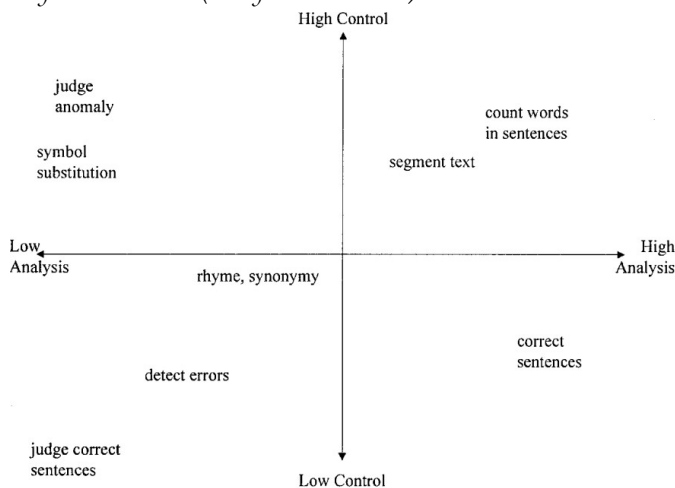 High Control
judge
anomaly
count words
in sentences
symbol
substitution
segment text
Low
Analysis
High
Analysis
rhyme, synonymy
correct
sentences
detect errors
judge correct
sentences
Low Control